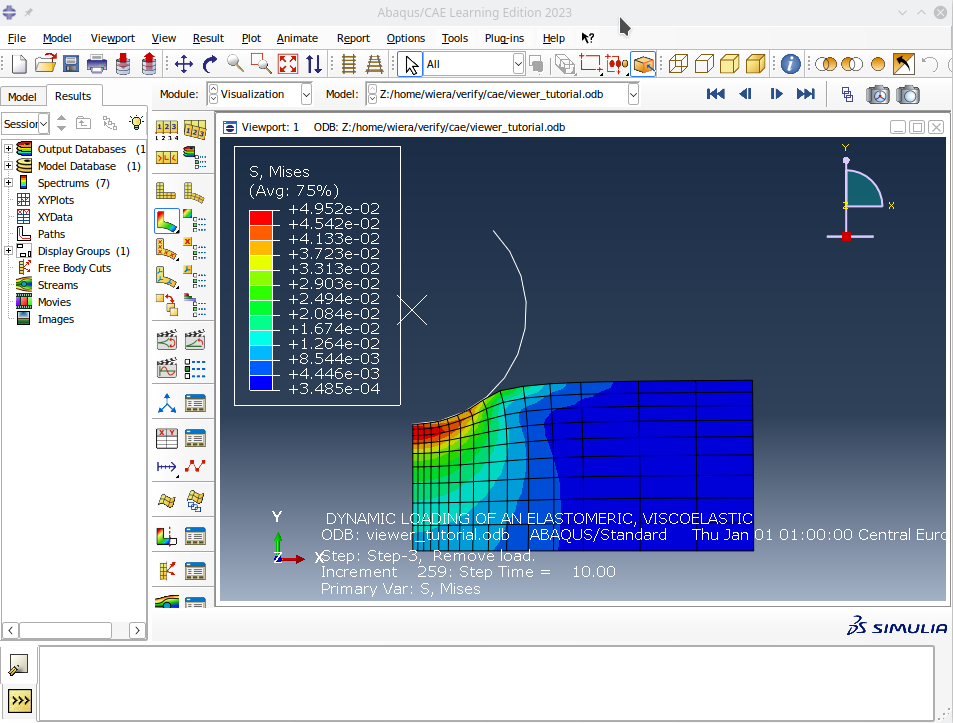 Abaqus/CAE Learning Edition 2023
File Model Viewport View Result Plot Animate Report Options Tools Plug-ins Help
All
Model Results Module: Visualization Model: Z:/home/wiera/verify/cae/viewer_tutorial.odb
Session
Output Databases (1
Model Database (1)
Spectrums (7)
XYPlots
XYData
Paths
Display Groups (1)
Free Body Cuts
Streams
Movies
Images
Viewport: 1 ODB: Z:/home/wiera/verify/cae/viewer_tutorial.odb
S, Mises
(Avg: 75%)
+4.952e-02
+4.542e-02
+4.133e-02
+3.723e-02
+3.313e-02
+2.903e-02
+2.494e-02
+2.084e-02
+1.674e-02
+1.264e-02
+8.544e-03
+4.446e-03
+3.485e-04
Y
Z X
Y
Z X
DYNAMIC LOADING OF AN ELASTOMERIC, VISCOELASTIC
ODB: viewer_tutorial.odb ABAQUS/Standard Thu Jan 01 01:00:00 Central Euro
Step: Step-3, Remove load.
Increment 259: Step Time = 10.00
Primary Var: S, Mises
SIMULIA
>>>